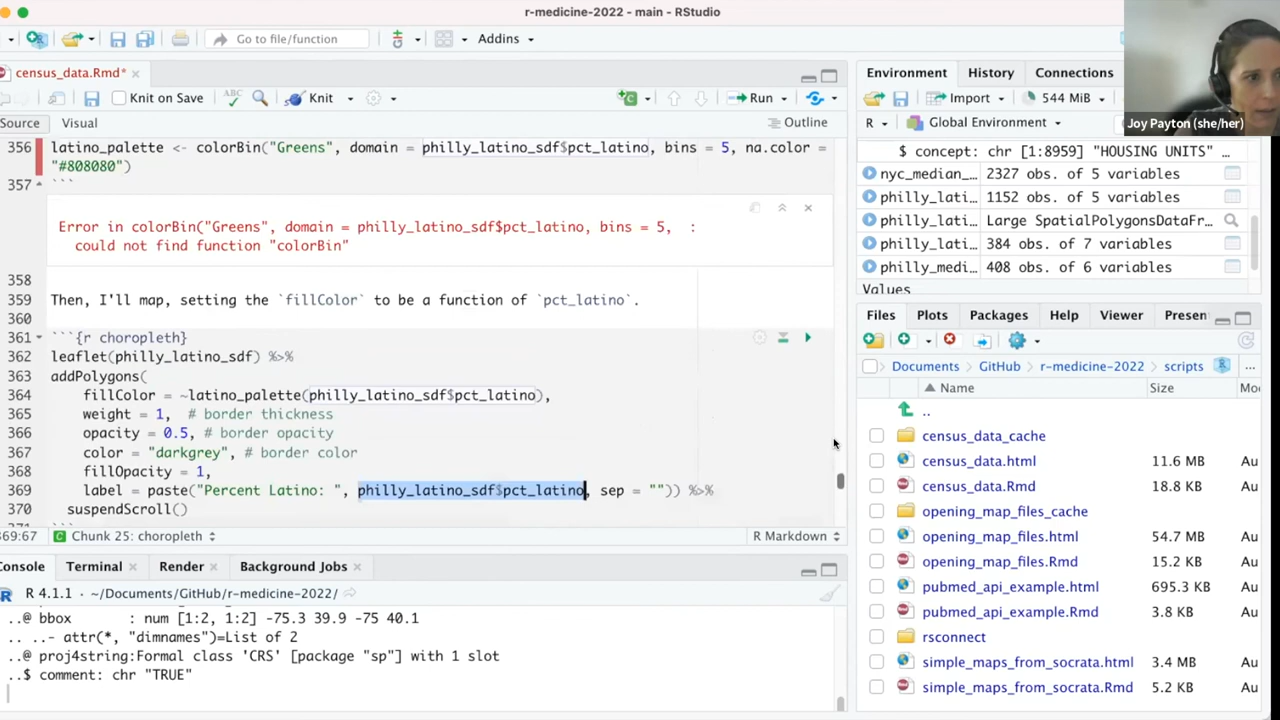 r-medicine-2022 - main - RStudio
Go to file/function
Addins
census_data.Rmd*
Knit on Save
ABC
Knit
Run
Source
Visual
Outline
356 latino_palette <- colorBin("Greens", domain = philly_latino_sdf$pct_latino, bins = 5, na.color =
"#808080")
357 ```
Error in colorBin("Greens", domain = philly_latino_sdf$pct_latino, bins = 5, :
could not find function "colorBin"
358
359 Then, I'll map, setting the `fillColor` to be a function of `pct_latino`.
360
361 ```{r choropleth}
362 leaflet(philly_latino_sdf) %>%
363 addPolygons(
364 fillColor = ~latino_palette(philly_latino_sdf$pct_latino),
365 weight = 1, # border thickness
366 opacity = 0.5, # border opacity
367 color = "darkgrey", # border color
368 fillOpacity = 1,
369 label = paste("Percent Latino: ", philly_latino_sdf$pct_latino, sep = "")) %>%
370 suspendScroll()
371 ```
369:67
Chunk 25: choropleth
R Markdown
Console
Terminal
Render
Background Jobs
R 4.1.1 · ~/Documents/GitHub/r-medicine-2022/
..@ bbox : num [1:2, 1:2] -75.3 39.9 -75 40.1
.. ..- attr(*, "dimnames")=List of 2
..@ proj4string:Formal class 'CRS' [package "sp"] with 1 slot
..$ comment: chr "TRUE"
Environment
History
Connections
Import
544 MiB
R
Global Environment
$ concept: chr [1:8959] "HOUSING UNITS" …
nyc_median_… 2327 obs. of 5 variables
philly_lati… 1152 obs. of 5 variables
philly_lati… Large SpatialPolygonsDataFr…
philly_lati… 384 obs. of 7 variables
philly_medi… 408 obs. of 6 variables
Values
Files
Plots
Packages
Help
Viewer
Presen
Documents
GitHub
r-medicine-2022
scripts
...
Name
Size
Mo
..
census_data_cache
census_data.html 11.6 MB Au
census_data.Rmd 18.8 KB Au
opening_map_files_cache
opening_map_files.html 54.7 MB Au
opening_map_files.Rmd 15.2 KB Au
pubmed_api_example.html 695.3 KB Au
pubmed_api_example.Rmd 3.8 KB Au
rsconnect
simple_maps_from_socrata.html 3.4 MB Au
simple_maps_from_socrata.Rmd 5.2 KB Au
Joy Payton (she/her)